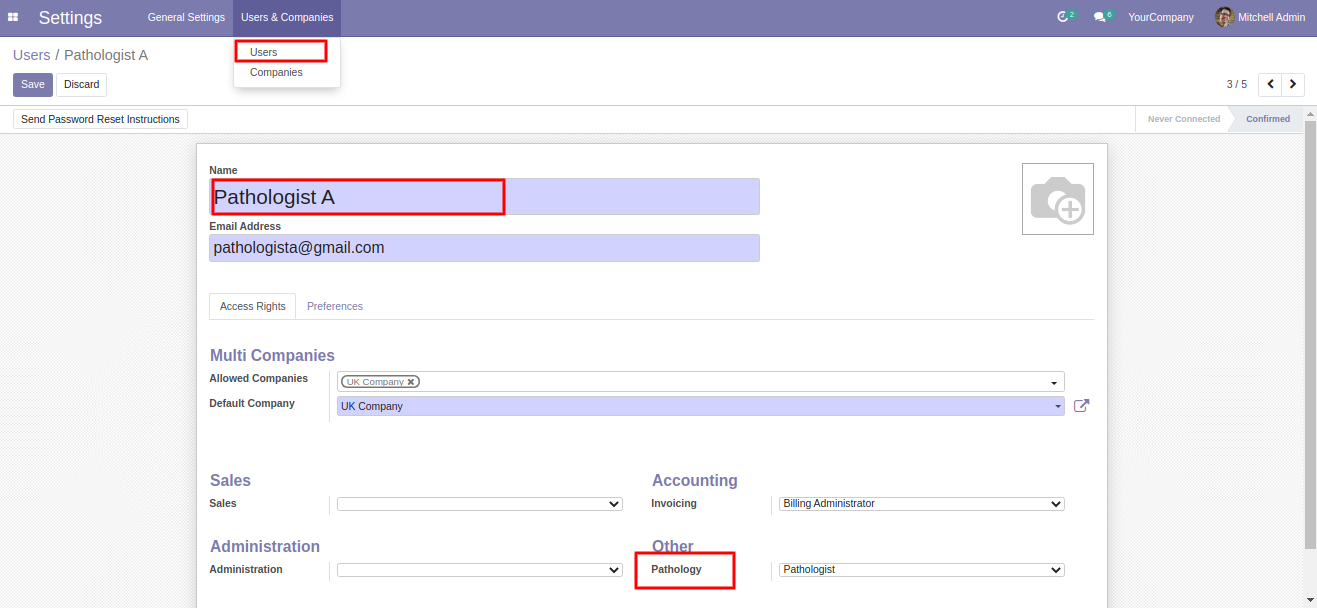 Settings General Settings Users & Companies 2 6 YourCompany Mitchell Admin
Users / Pathologist A
Users
Companies
Save Discard
3 / 5
Send Password Reset Instructions
Never Connected Confirmed
Name
Pathologist A
Email Address
pathologista@gmail.com
Access Rights Preferences
Multi Companies
Allowed Companies UK Company ✖
Default Company UK Company
Sales Accounting
Sales Invoicing Billing Administrator
Administration Other
Administration Pathology Pathologist